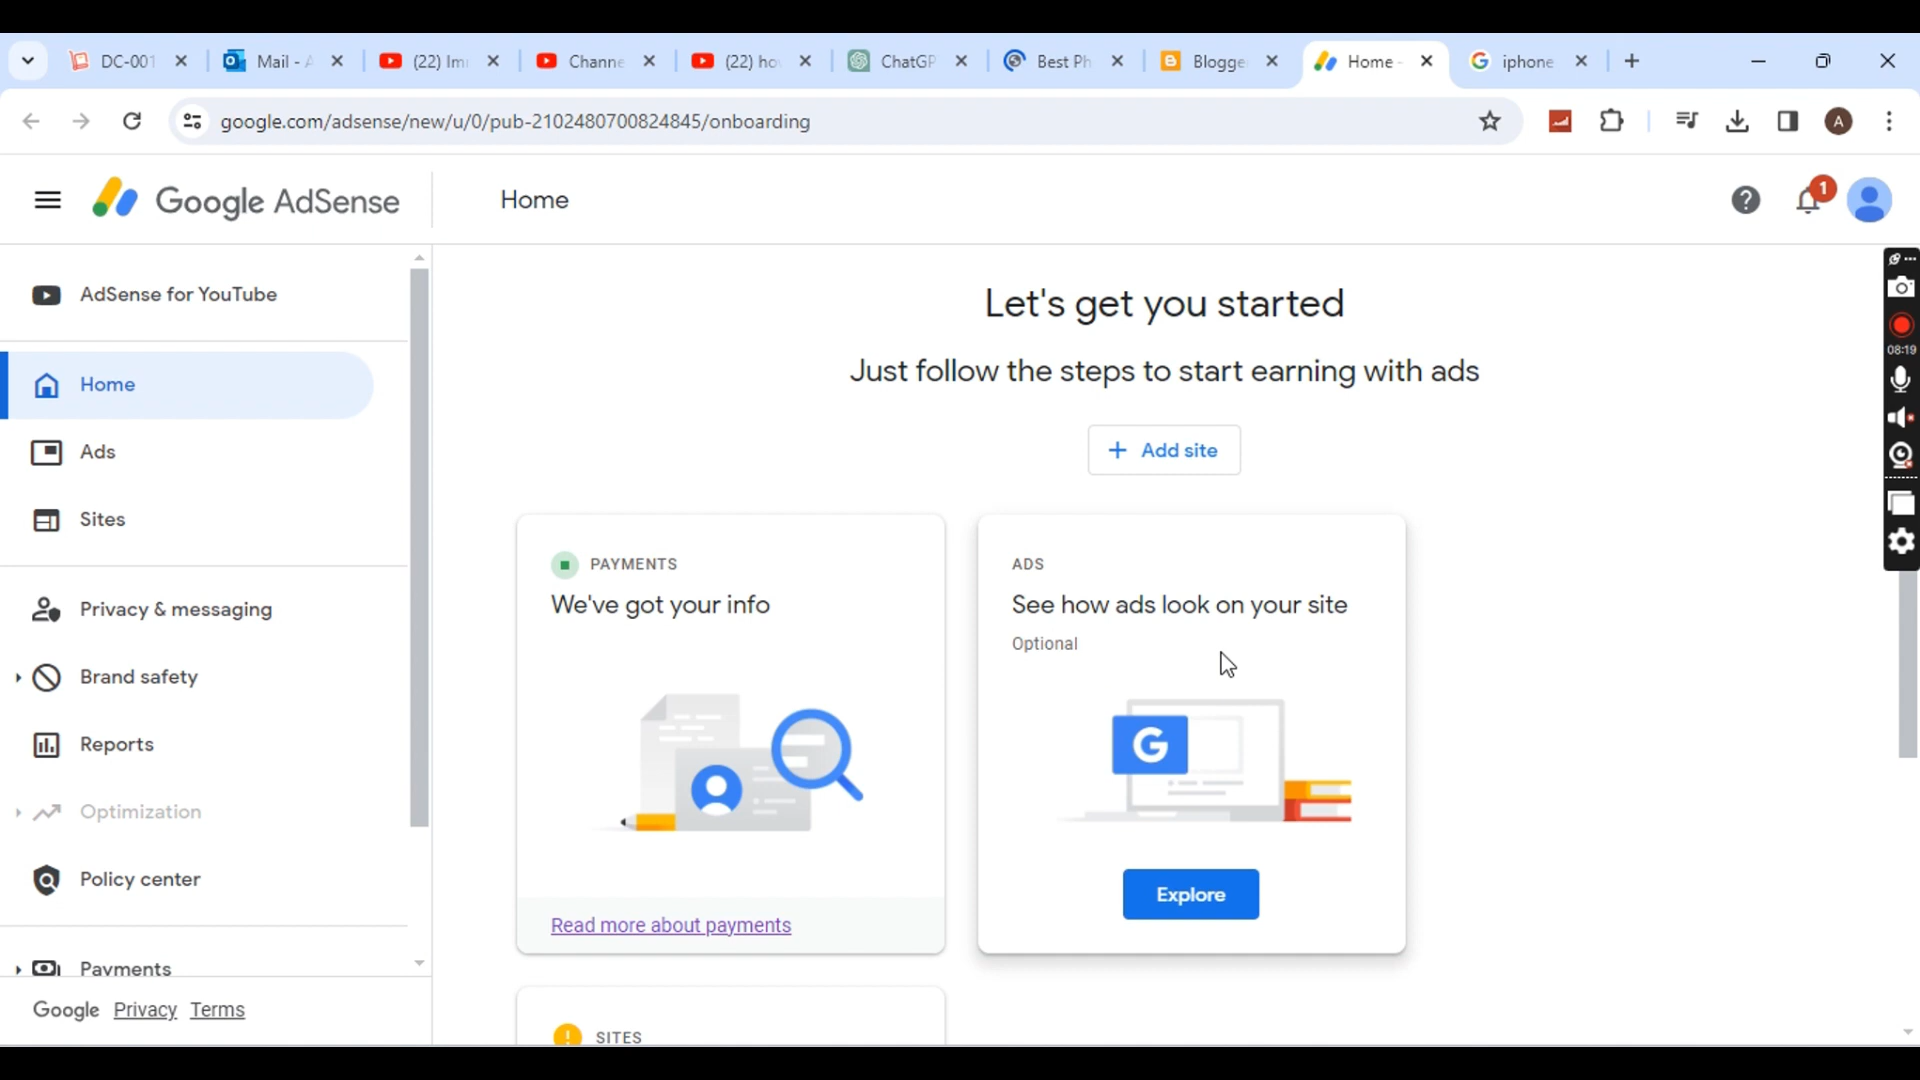 DC-001
Mail - A
(22) Im
Channe
(22) ho
ChatGP
Best Ph
Blogge
Home -
iphone
google.com/adsense/new/u/0/pub-2102480700824845/onboarding
A
Google AdSense
Home
1
AdSense for YouTube
Home
Ads
Sites
Privacy & messaging
Brand safety
Reports
Optimization
Policy center
Payments
Google Privacy Terms
Let's get you started
Just follow the steps to start earning with ads
+ Add site
PAYMENTS
We've got your info
Read more about payments
ADS
See how ads look on your site
Optional
G
Explore
SITES
08:19